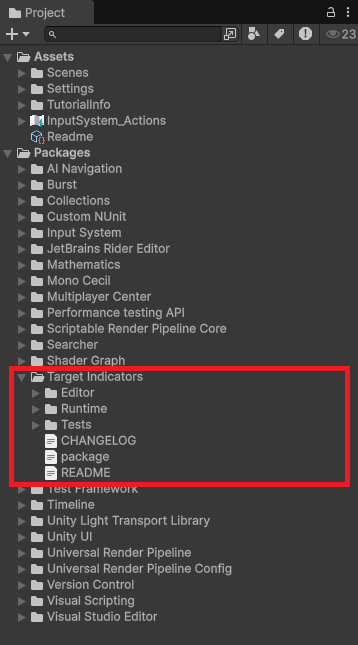 Project
23
Assets
Scenes
Settings
TutorialInfo
InputSystem_Actions
Readme
Packages
AI Navigation
Burst
Collections
Custom NUnit
Input System
JetBrains Rider Editor
Mathematics
Mono Cecil
Multiplayer Center
Performance testing API
Scriptable Render Pipeline Core
Searcher
Shader Graph
Target Indicators
Editor
Runtime
Tests
CHANGELOG
package
README
Test Framework
Timeline
Unity Light Transport Library
Unity UI
Universal Render Pipeline
Universal Render Pipeline Config
Version Control
Visual Scripting
Visual Studio Editor